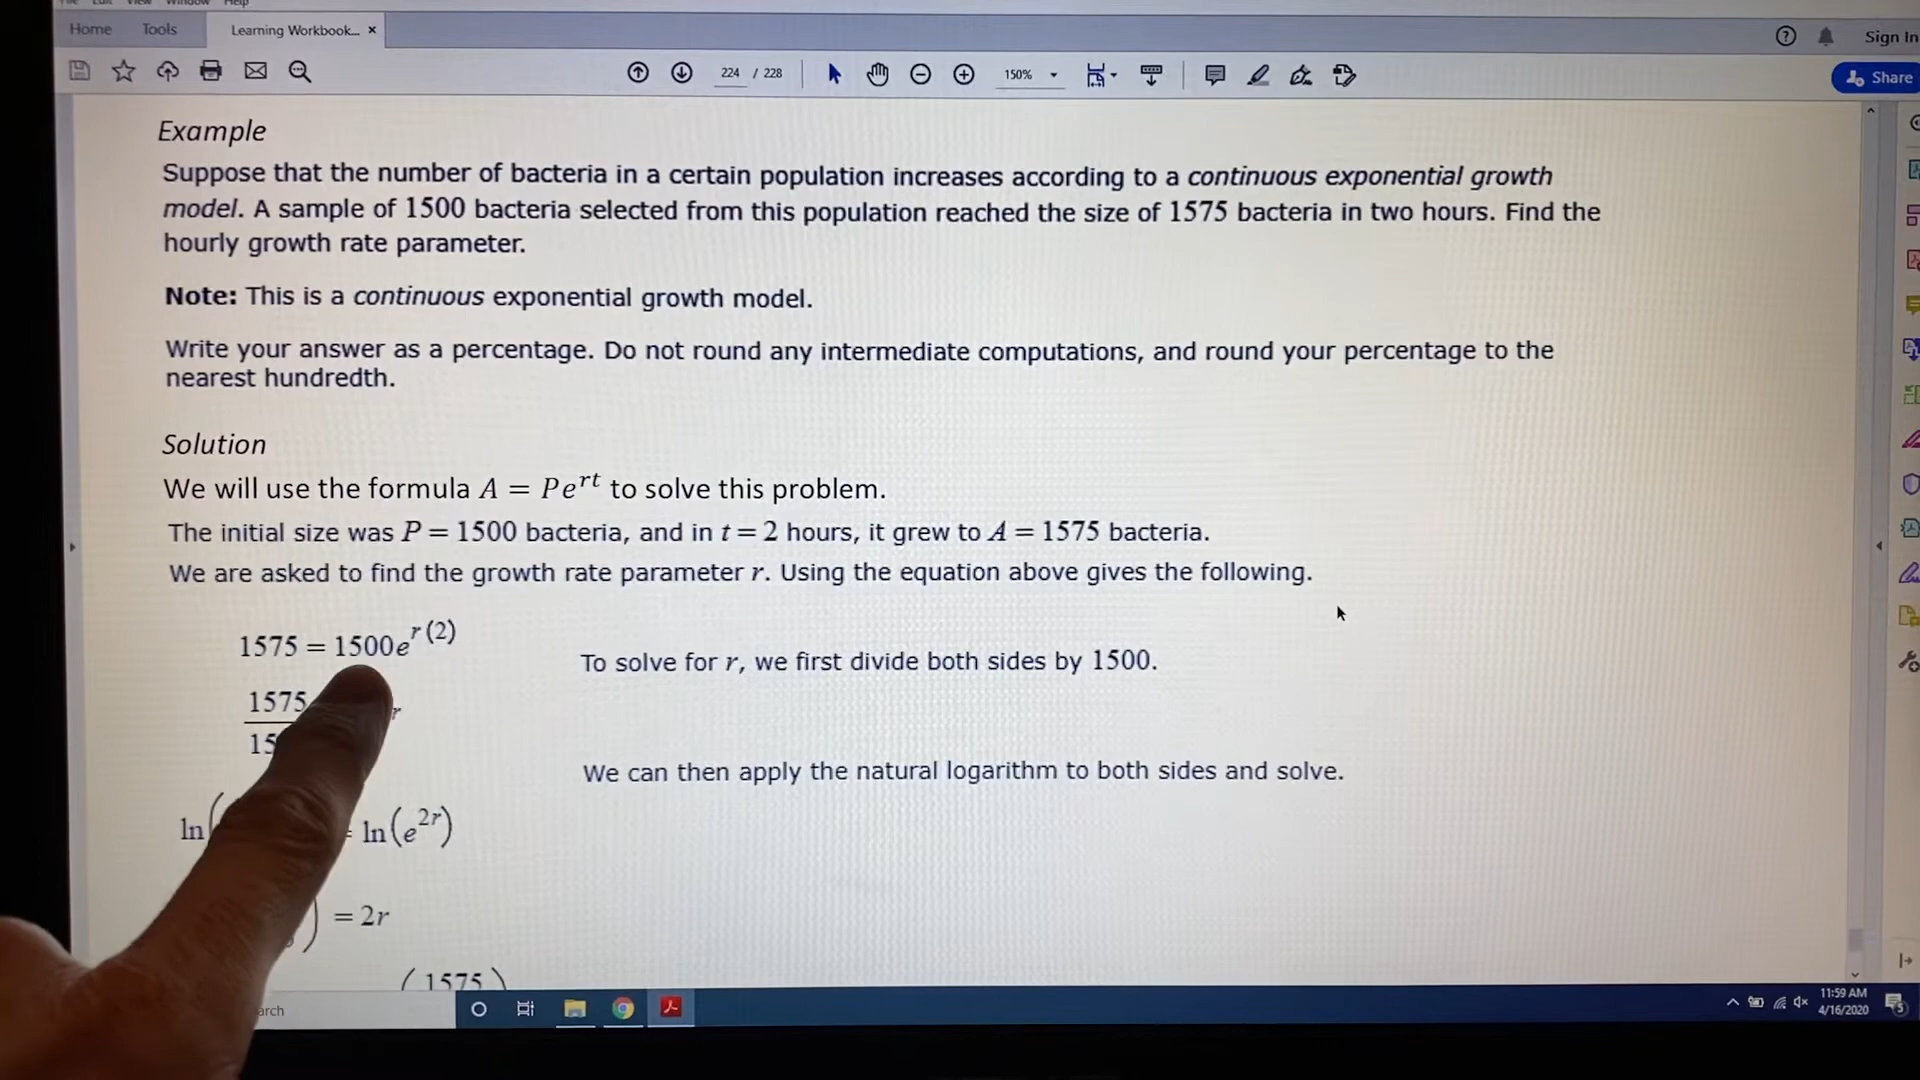 File Edit View Window Help
Home Tools Learning Workbook... ×
Sign In
224 / 228
150%
Share
Example
Suppose that the number of bacteria in a certain population increases according to a continuous exponential growth
model. A sample of 1500 bacteria selected from this population reached the size of 1575 bacteria in two hours. Find the
hourly growth rate parameter.
Note: This is a continuous exponential growth model.
Write your answer as a percentage. Do not round any intermediate computations, and round your percentage to the
nearest hundredth.
Solution
We will use the formula A = Pe^{rt} to solve this problem.
The initial size was P = 1500 bacteria, and in t = 2 hours, it grew to A = 1575 bacteria.
We are asked to find the growth rate parameter r. Using the equation above gives the following.
1575 = 1500e^{r(2)}
To solve for r, we first divide both sides by 1500.
1575
15
r
We can then apply the natural logarithm to both sides and solve.
ln( = ln(e^{2r})
) = 2r
(1575)
arch
11:59 AM
4/16/2020
5